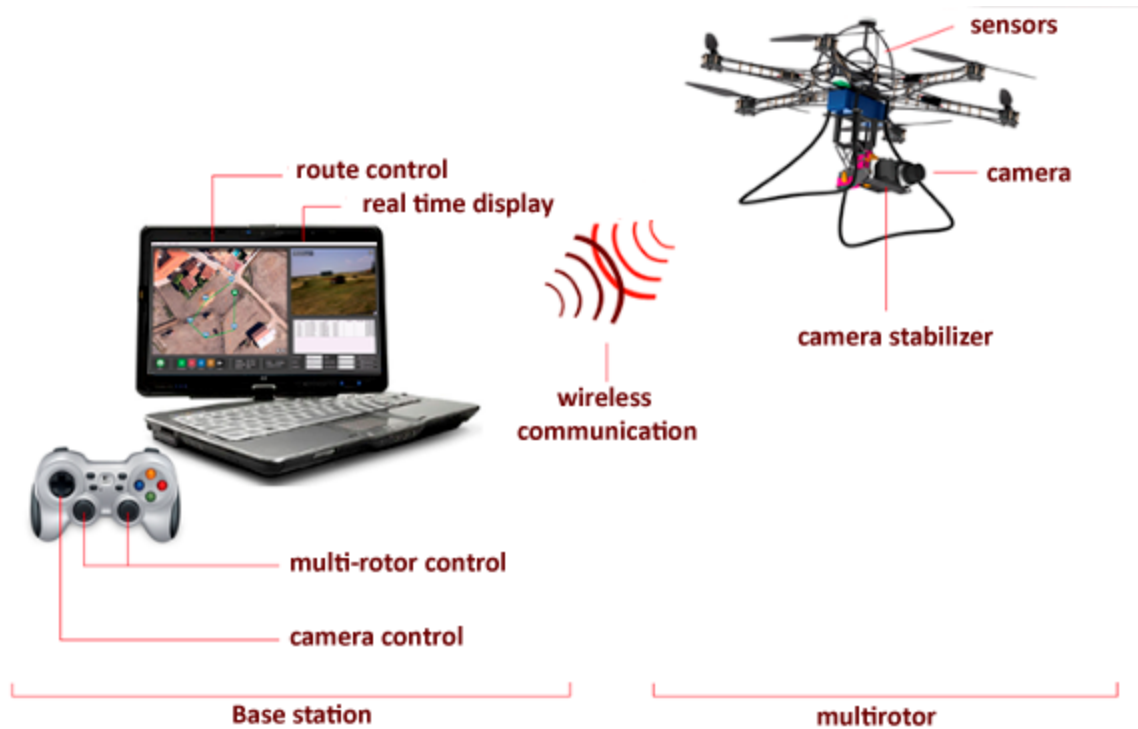 sensors
route control
camera
real time display
camera stabilizer
wireless
communication
multi-rotor control
camera control
Base station
multirotor